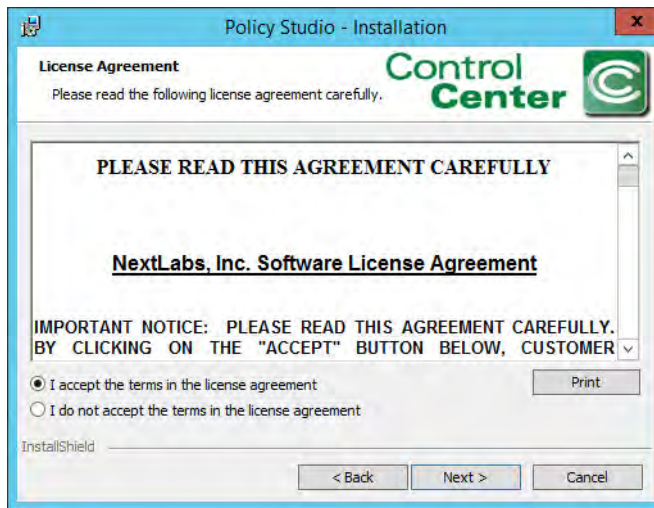 Policy Studio - Installation
x
License Agreement
Please read the following license agreement carefully.
Control
Center
C
PLEASE READ THIS AGREEMENT CAREFULLY
NextLabs, Inc. Software License Agreement
IMPORTANT NOTICE: PLEASE READ THIS AGREEMENT CAREFULLY.
BY CLICKING ON THE "ACCEPT" BUTTON BELOW, CUSTOMER
I accept the terms in the license agreement
Print
I do not accept the terms in the license agreement
InstallShield
< Back
Next >
Cancel